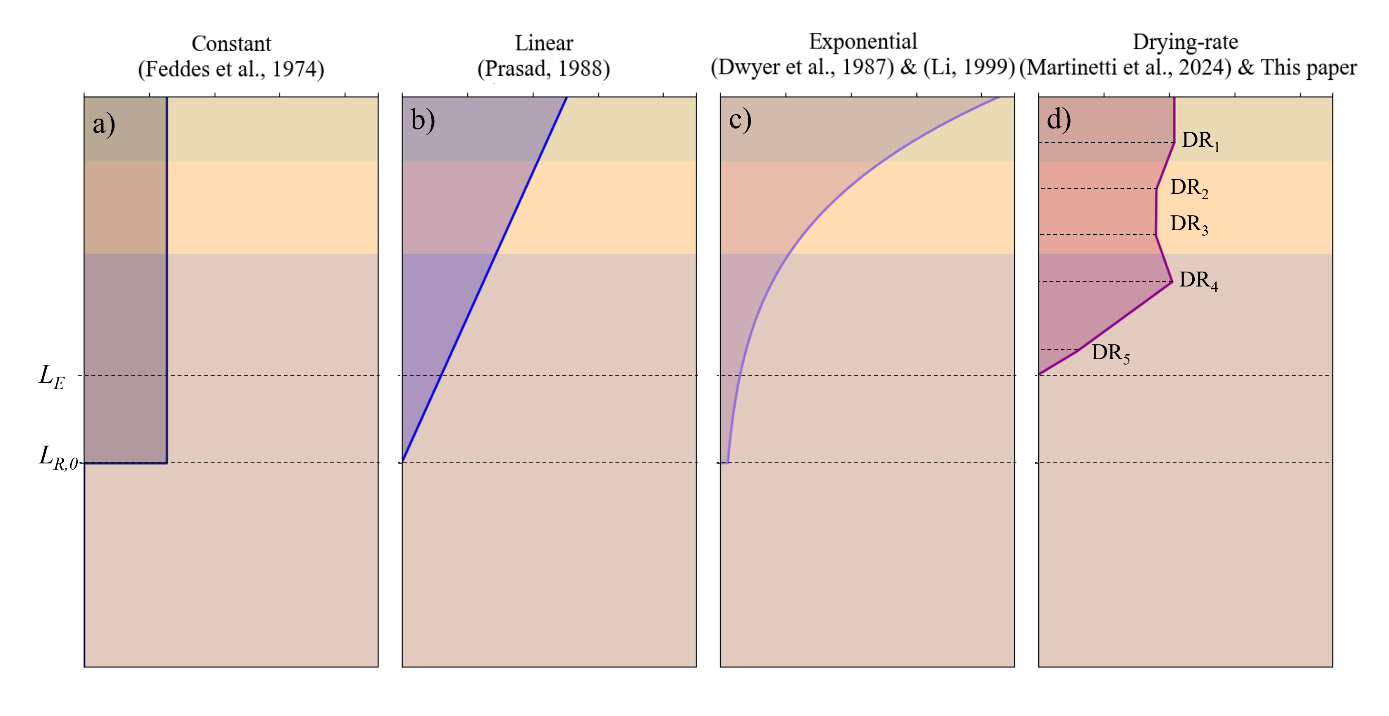 Constant
(Feddes et al., 1974)
Linear
(Prasad, 1988)
Exponential
(Dwyer et al., 1987) & (Li, 1999)
Drying-rate
(Martinetti et al., 2024) & This paper
a)
b)
c)
d)
DR1
DR2
DR3
DR4
DR5
LE
LR,0